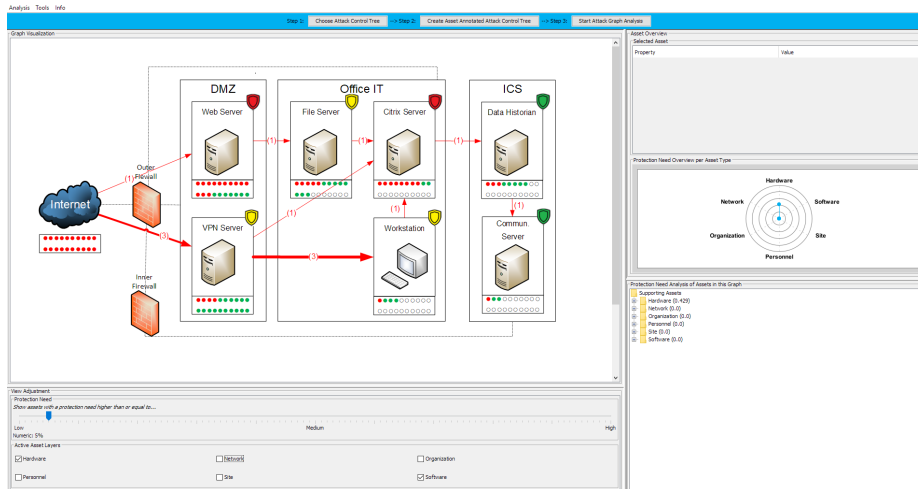 Analysis Tools Info
Step 1: Choose Attack Control Tree --> Step 2: Create Asset Annotated Attack Control Tree --> Step 3: Start Attack Graph Analysis
Graph Visualization
DMZ
Office IT
ICS
Web Server
File Server
Citrix Server
Data Historian
(1)
(1)
(1)
Outer
Firewall
(1)
Internet
(1)
(1)
(1)
VPN Server
Workstation
Commun.
Server
(3)
(3)
Inner
Firewall
Asset Overview
Selected Asset
Property Value
Protection Need Overview per Asset Type
Hardware
Network
Software
Organization
Site
Personnel
Protection Need Analysis of Assets in this Graph
Supporting Assets
Hardware (0.429)
Network (0.0)
Organization (0.0)
Personnel (0.0)
Site (0.0)
Software (0.0)
View Adjustment
Protection Need
Show assets with a protection need higher than or equal to...
Low Medium High
Numeric: 5%
Active Asset Layers
Hardware Network Organization
Personnel Site Software